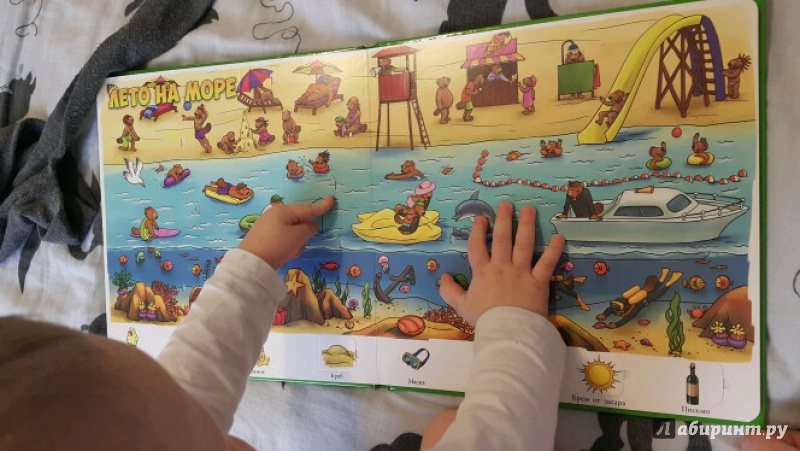 ЛЕТО НА МОРЕ
Краб
Маска
Крем от загара
Письмо
Лабиринт.ру